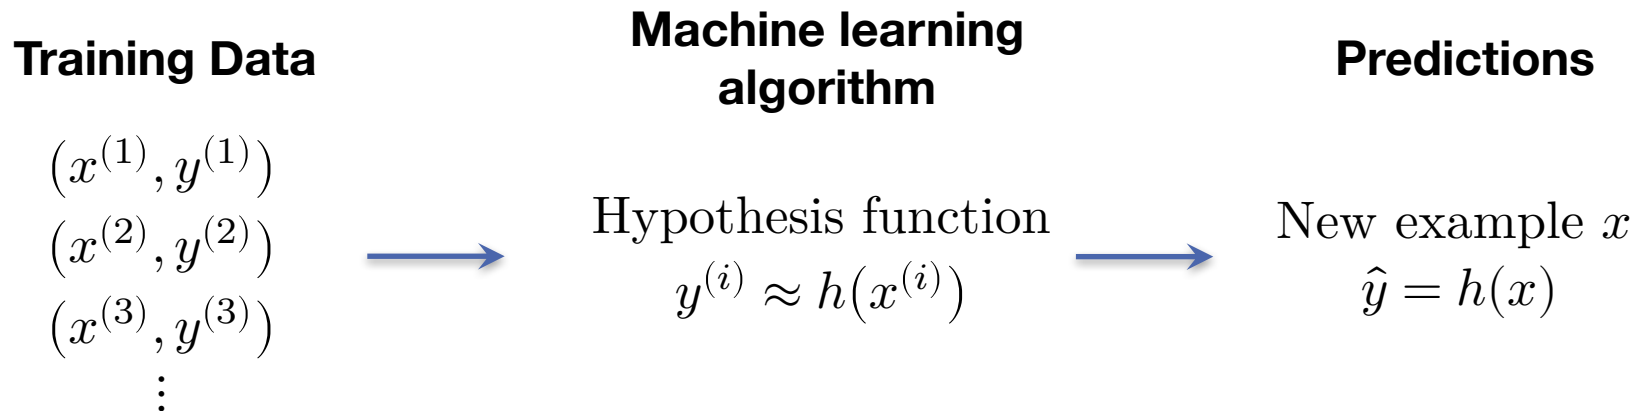 Training Data
(x^{(1)}, y^{(1)})
(x^{(2)}, y^{(2)})
(x^{(3)}, y^{(3)})
⋮
Machine learning
algorithm
Hypothesis function
y^{(i)} ≈ h(x^{(i)})
Predictions
New example x
ŷ = h(x)